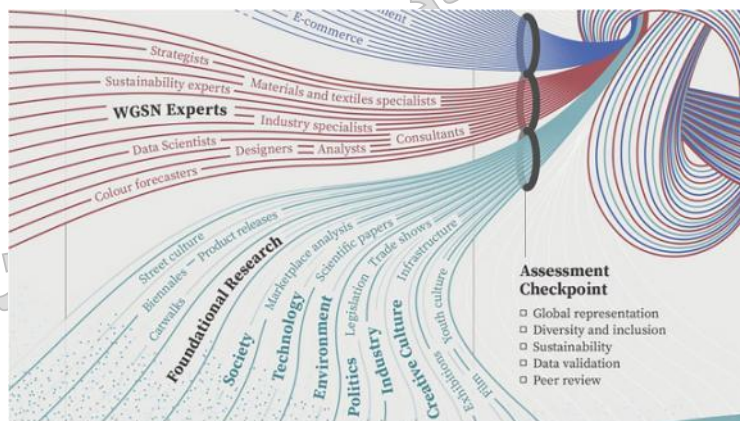 E-commerce
Strategists
Sustainability experts
Materials and textiles specialists
WGSN Experts
Industry specialists
Data Scientists
Designers
Analysts
Consultants
Colour forecasters
Street culture
Biennales
Product releases
Catwalks
Foundational Research
Marketplace analysis
Scientific papers
Legislation
Trade shows
Infrastructure
Society
Technology
Environment
Politics
Industry
Creative Culture
Exhibitions
Youth culture
Film
Assessment
Checkpoint
Global representation
Diversity and inclusion
Sustainability
Data validation
Peer review